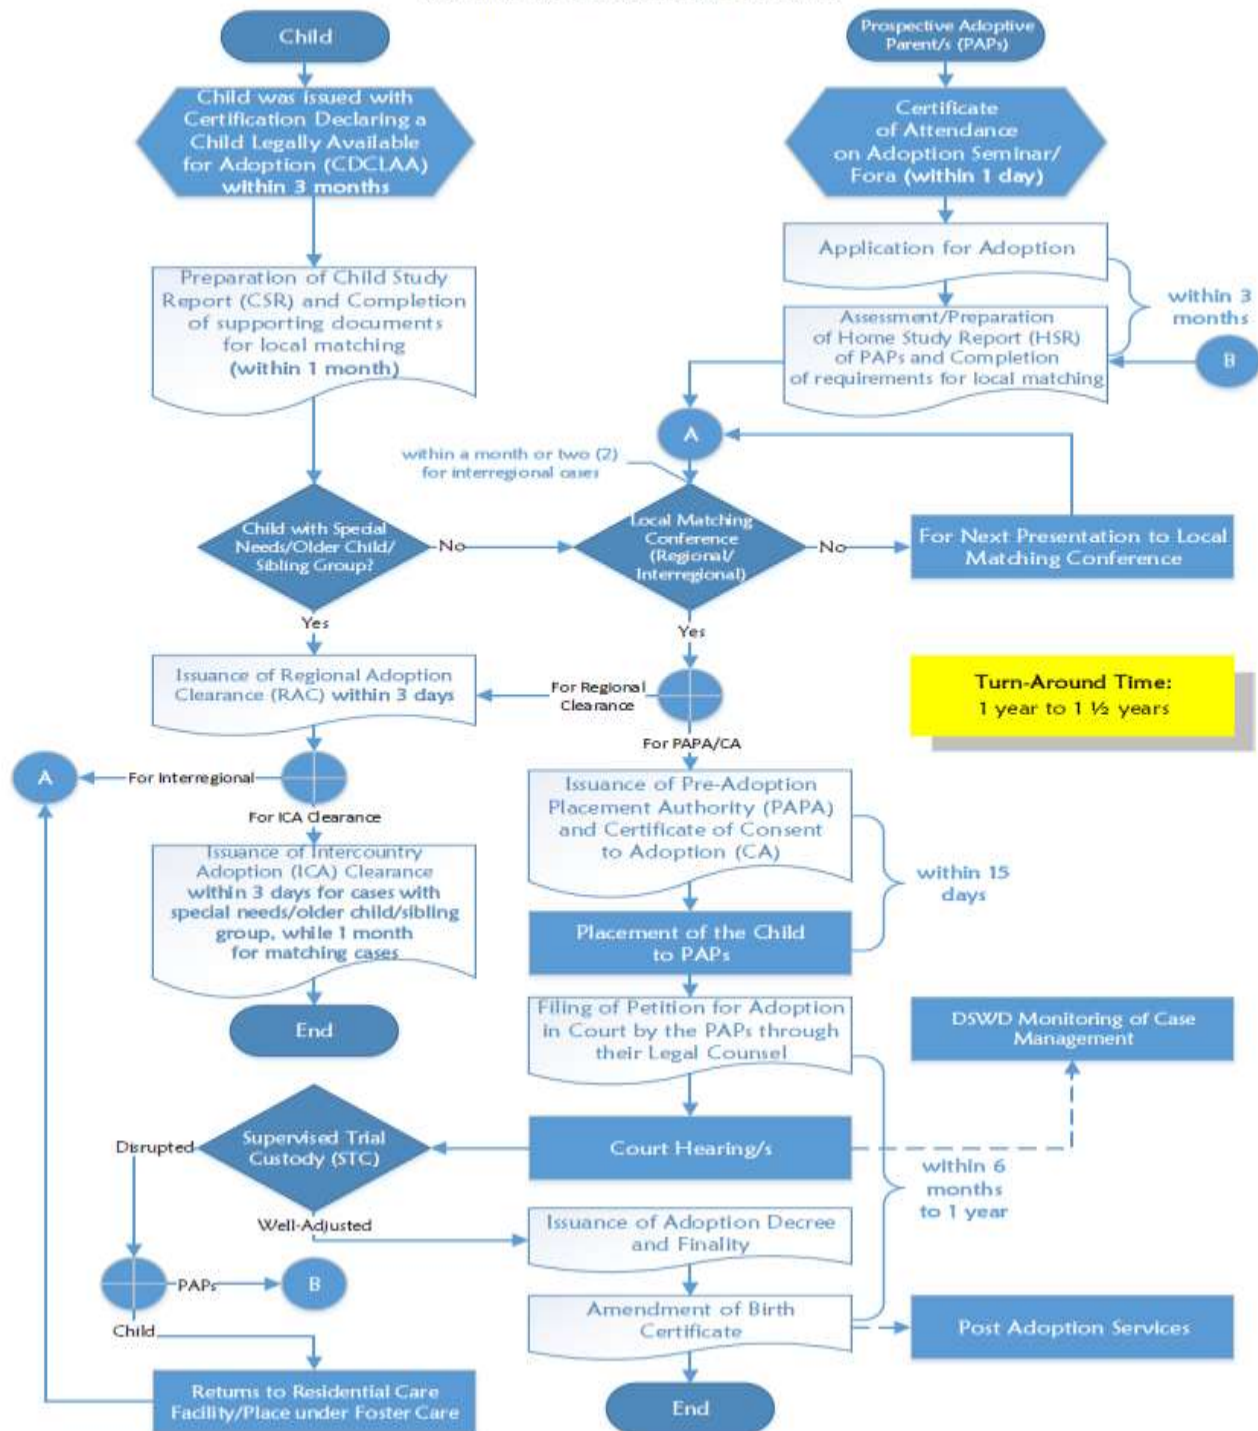 Child
Prospective Adoptive
Parent/s (PAPs)
Child was issued with
Certification Declaring a
Child Legally Available
for Adoption (CDCLAA)
within 3 months
Certificate
of Attendance
on Adoption Seminar/
Fora (within 1 day)
Application for Adoption
within 3
months
Preparation of Child Study
Report (CSR) and Completion
of supporting documents
for local matching
(within 1 month)
Assessment/Preparation
of Home Study Report (HSR)
of PAPs and Completion
of requirements for local matching
B
A
within a month or two (2)
for interregional cases
Child with Special
Needs/Older Child/
Sibling Group?
No
Local Matching
Conference
(Regional/
Interregional)
No
For Next Presentation to Local
Matching Conference
Yes
Yes
Issuance of Regional Adoption
Clearance (RAC) within 3 days
For Regional
Clearance
Turn-Around Time:
1 year to 1 ½ years
For PAPA/CA
A
For Interregional
For ICA Clearance
Issuance of Pre-Adoption
Placement Authority (PAPA)
and Certificate of Consent
to Adoption (CA)
within 15
days
Issuance of Intercountry
Adoption (ICA) Clearance
within 3 days for cases with
special needs/older child/sibling
group, while 1 month
for matching cases
Placement of the Child
to PAPs
End
Filing of Petition for Adoption
in Court by the PAPs through
their Legal Counsel
DSWD Monitoring of Case
Management
Disrupted
Supervised Trial
Custody (STC)
Court Hearing/s
within 6
months
to 1 year
Well-Adjusted
Issuance of Adoption Decree
and Finality
PAPs
B
Child
Amendment of Birth
Certificate
Post Adoption Services
Returns to Residential Care
Facility/Place under Foster Care
End